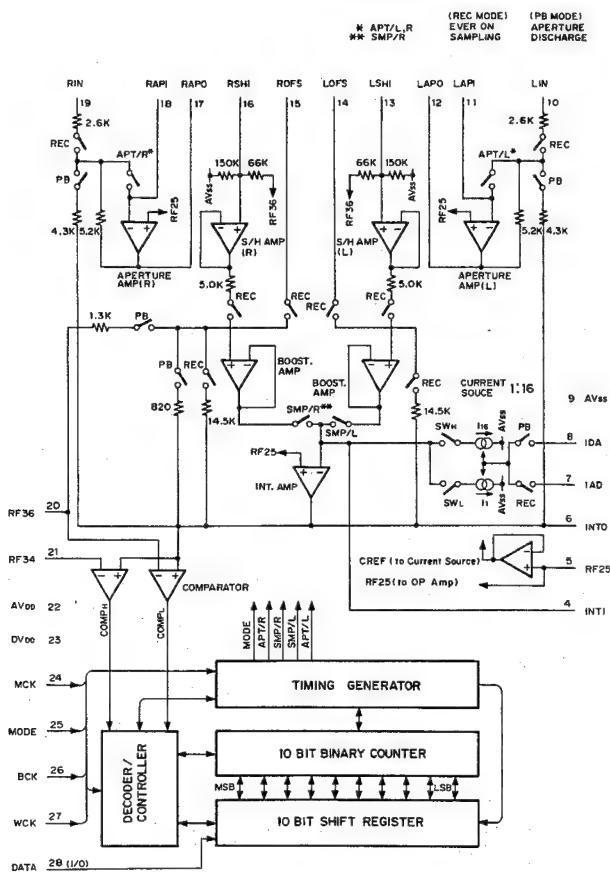 (REC MODE) (PB MODE)
* APT/L,R EVER ON APERTURE
** SMP/R SAMPLING DISCHARGE
RIN RAPI RAPO RSHI ROFS LOFS LSHI LAPO LAPI LIN
19 18 17 16 15 14 13 12 11 10
2.6K 2.6K
REC REC
APT/R* 150K 66K 66K 150K APT/L*
PB AVss RF36 RF36 AVss PB
RF25 RF25
4.3K 5.2K 5.2K 4.3K
S/H AMP (R) S/H AMP (L)
APERTURE AMP(R) APERTURE AMP(L)
5.0K 5.0K
REC REC REC REC
1.3K PB
PB REC BOOST. AMP BOOST. AMP REC
CURRENT SOUCE 1:16
820 14.5K 14.5K
SMP/R** SMP/L
9 AVss
SWH I16 AVss PB 8 IDA
RF25
INT. AMP
SWL I1 AVss REC 7 IAD
RF36 20
6 INTO
RF34 21
CREF (to Current Source) 5 RF25
RF25 (to OP Amp)
COMPARATOR
4 INTI
COMPH COMPL
AVDD 22
DVDD 23
MODE APT/R SMP/R SMP/L APT/L
MCK 24
TIMING GENERATOR
MODE 25
DECODER/
CONTROLLER
10 BIT BINARY COUNTER
BCK 26
MSB LSB
WCK 27
10 BIT SHIFT REGISTER
DATA 28 (I/O)